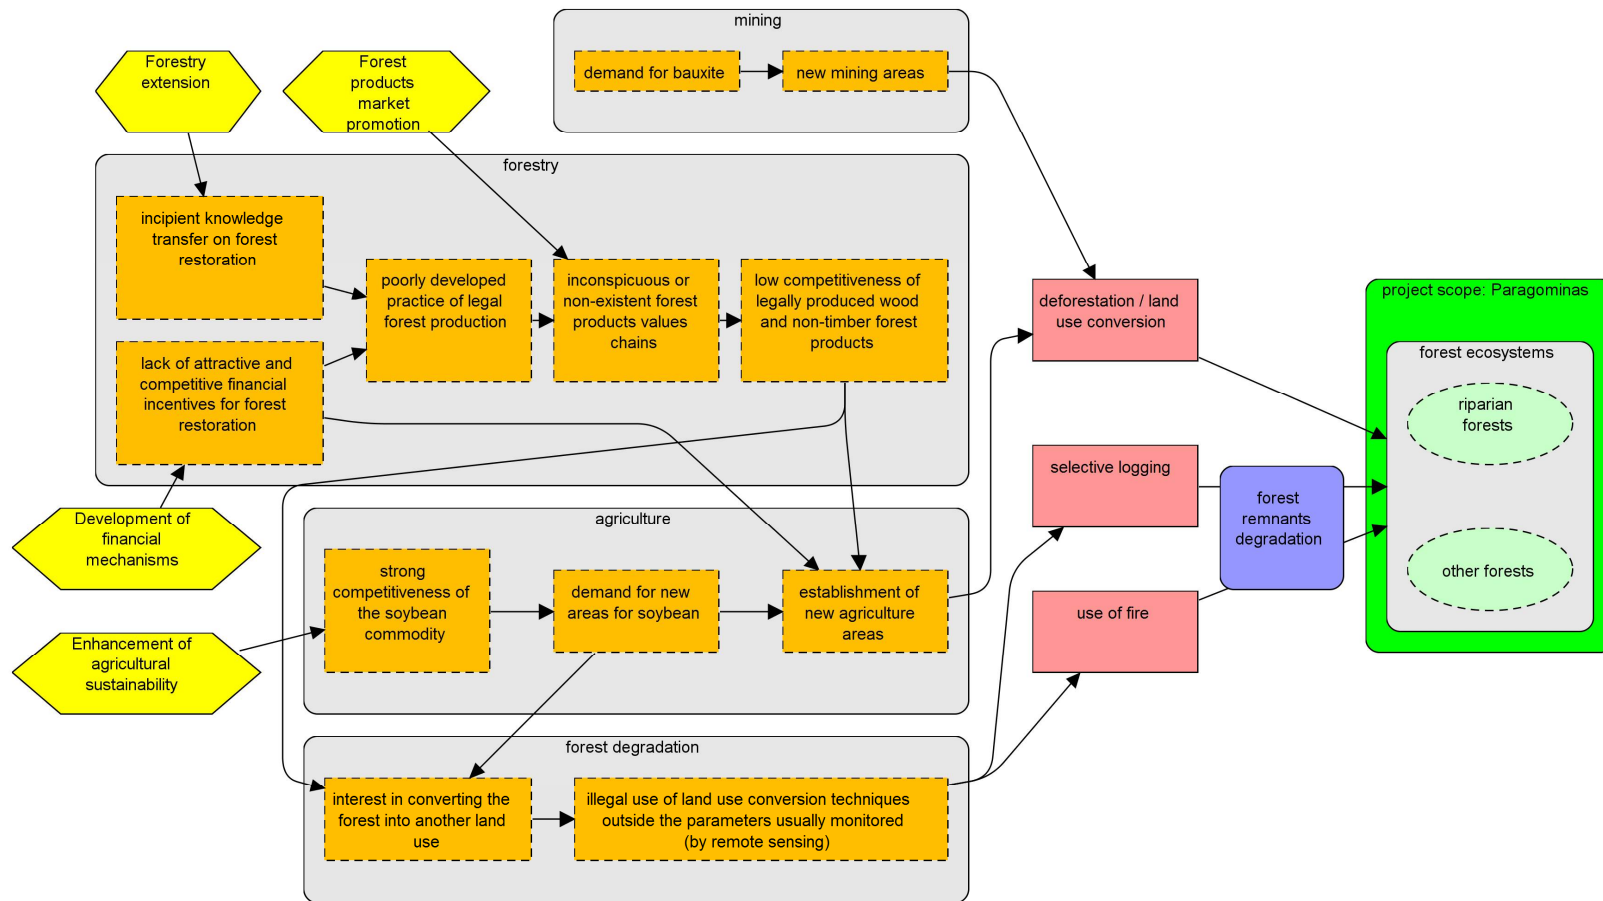 mining
demand for bauxite
new mining areas
Forestry
extension
Forest
products
market
promotion
forestry
incipient knowledge
transfer on forest
restoration
lack of attractive and
competitive financial
incentives for forest
restoration
poorly developed
practice of legal
forest production
inconspicuous or
non-existent forest
products values
chains
low competitiveness of
legally produced wood
and non-timber forest
products
Development of
financial
mechanisms
Enhancement of
agricultural
sustainability
agriculture
strong
competitiveness of
the soybean
commodity
demand for new
areas for soybean
establishment of
new agriculture
areas
forest degradation
interest in converting the
forest into another land
use
illegal use of land use conversion techniques
outside the parameters usually monitored
(by remote sensing)
deforestation / land
use conversion
selective logging
use of fire
forest
remnants
degradation
project scope: Paragominas
forest ecosystems
riparian
forests
other forests